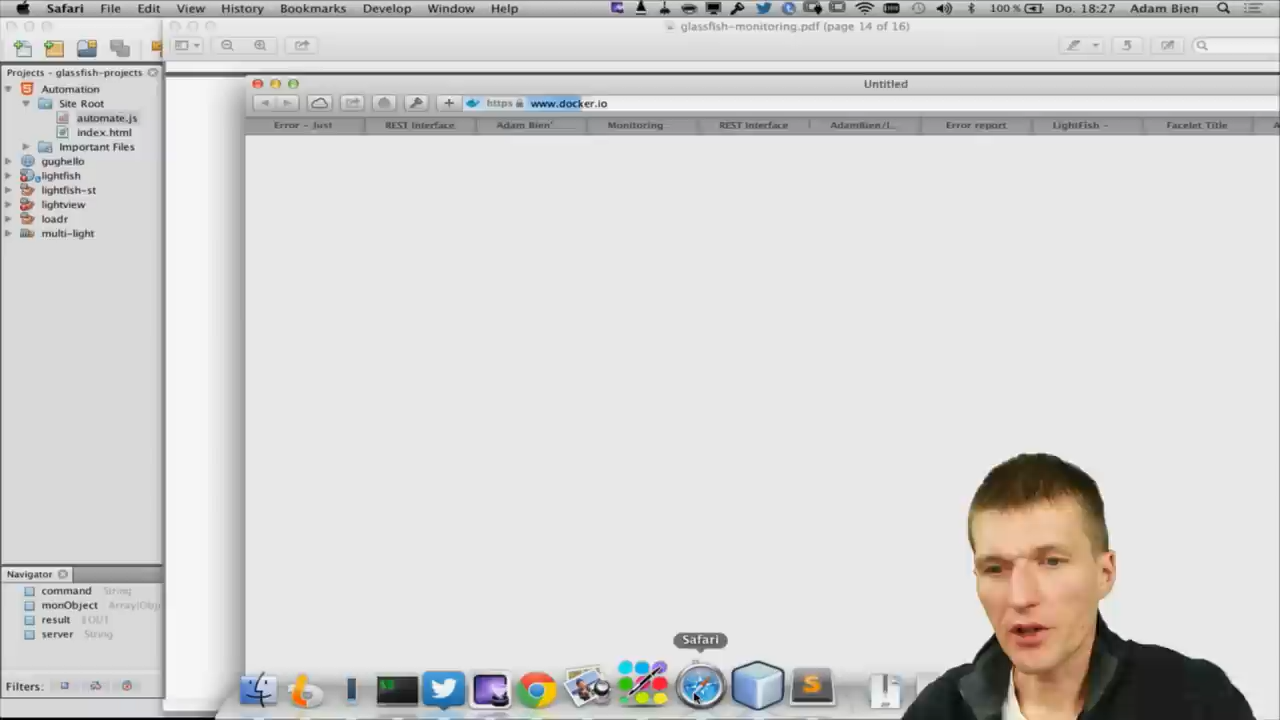 Safari File Edit View History Bookmarks Develop Window Help 100 % Do. 18:27 Adam Bien
glassfish-monitoring.pdf (page 14 of 16)
Projects - glassfish-projects
Untitled
https www.docker.io
Error – Just REST Interface Adam Bien'... Monitoring REST Interface AdamBien/l... Error report LightFish – Facelet Title
Automation
Site Root
automate.js
index.html
Important Files
gughello
lightfish
lightfish-st
lightview
loadr
multi-light
Navigator
command String
monObject Array(Obj
result
server String
Filters:
Safari